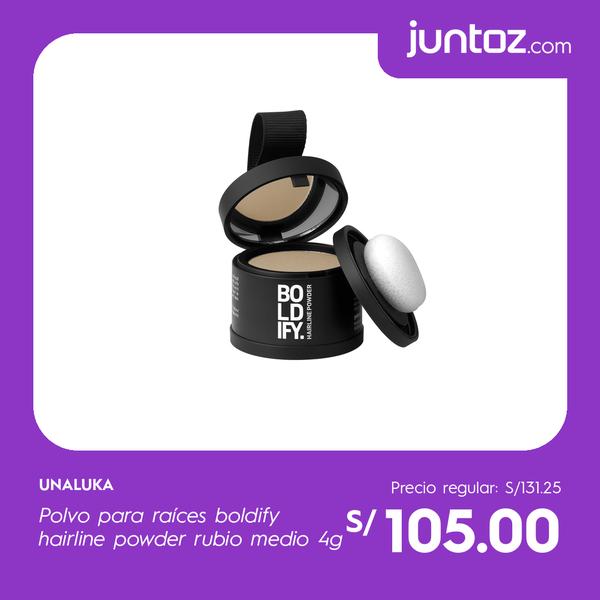 juntoz.com
BO
LD
IFY.
HAIRLINE POWDER
UNALUKA
Polvo para raíces boldify
hairline powder rubio medio 4g
Precio regular: S/131.25
S/ 105.00